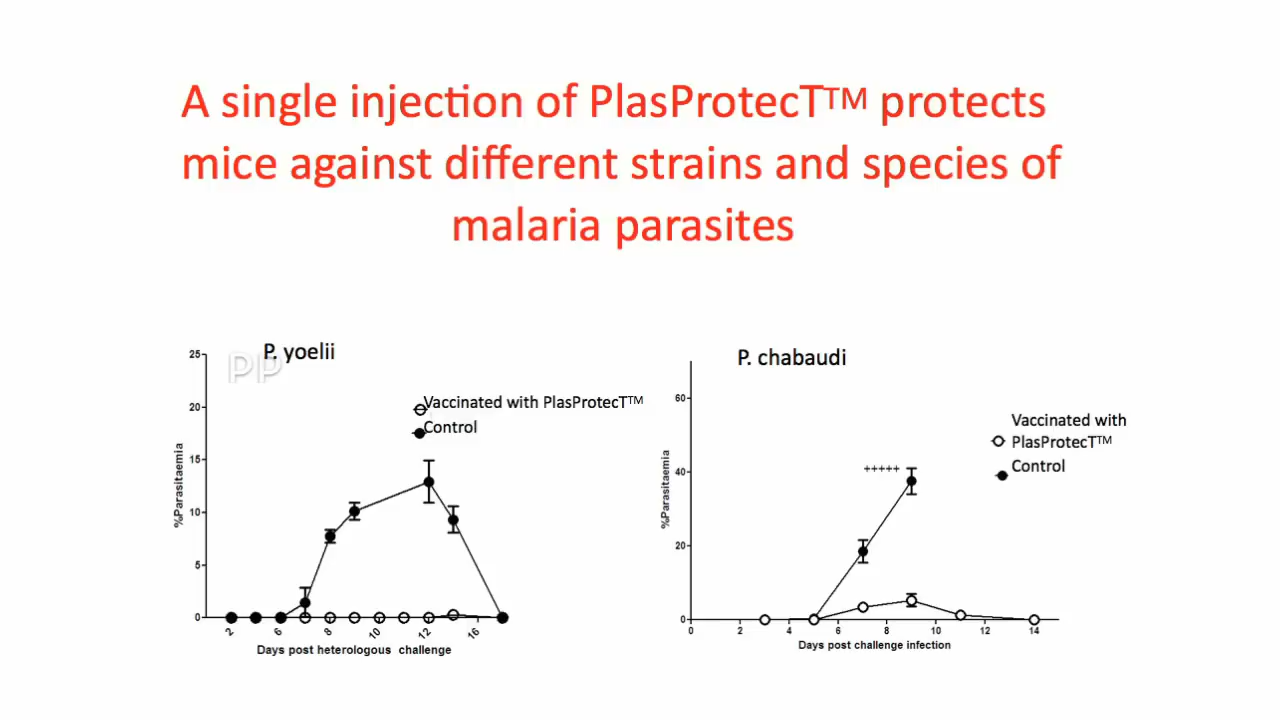 A single injection of PlasProtecT™ protects
mice against different strains and species of
malaria parasites
PP
P. yoelii
25
20
15
10
5
0
%Parasitaemia
Vaccinated with PlasProtecT™
Control
2
4
6
8
10
12
16
Days post heterologous challenge
P. chabaudi
60
40
20
0
%Parasitaemia
+++++
Vaccinated with
PlasProtecT™
Control
0
2
4
6
8
10
12
14
Days post challenge infection